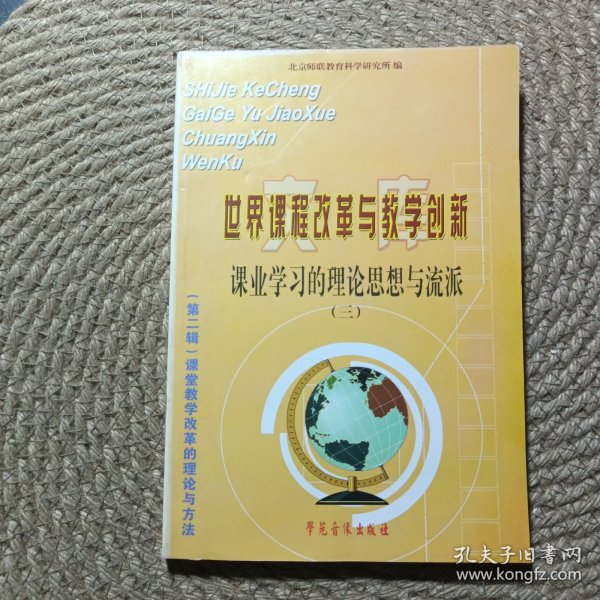 北京师联教育科学研究所 编
SHiJie KeCheng
GaiGe Yu JiaoXue
ChuangXin
WenKu
文库
世界课程改革与教学创新
课业学习的理论思想与流派
(三)
(第二辑)课堂教学改革的理论与方法
學苑音像出版社
孔夫子旧书网
www.kongfz.com